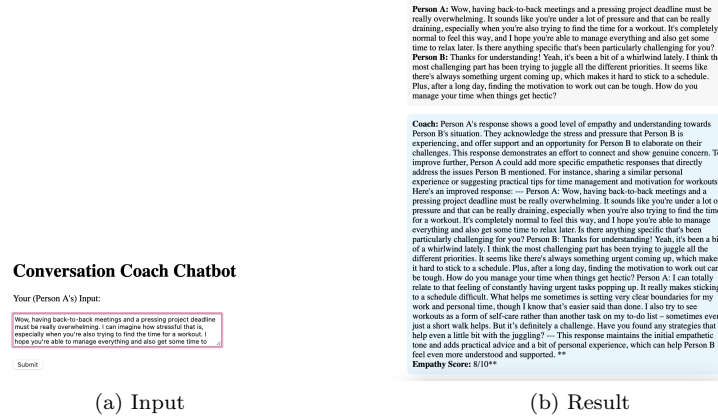 Conversation Coach Chatbot
Your (Person A's) Input:
Wow, having back-to-back meetings and a pressing project deadline
must be really overwhelming. I can imagine how stressful that is,
especially when you're also trying to find the time for a workout. I
hope you're able to manage everything and also get some time to
Submit
(a) Input
Person A: Wow, having back-to-back meetings and a pressing project deadline must be
really overwhelming. It sounds like you're under a lot of pressure and that can be really
draining, especially when you're also trying to find the time for a workout. It's completely
normal to feel this way, and I hope you're able to manage everything and also get some
time to relax later. Is there anything specific that's been particularly challenging for you?
Person B: Thanks for understanding! Yeah, it's been a bit of a whirlwind lately. I think the
most challenging part has been trying to juggle all the different priorities. It seems like
there's always something urgent coming up, which makes it hard to stick to a schedule.
Plus, after a long day, finding the motivation to work out can be tough. How do you
manage your time when things get hectic?
Coach: Person A's response shows a good level of empathy and understanding towards
Person B's situation. They acknowledge the stress and pressure that Person B is
experiencing, and offer support and an opportunity for Person B to elaborate on their
challenges. This response demonstrates an effort to connect and show genuine concern. To
improve further, Person A could add more specific empathetic responses that directly
address the issues Person B mentioned. For instance, sharing a similar personal
experience or suggesting practical tips for time management and motivation for workouts.
Here's an improved response: --- Person A: Wow, having back-to-back meetings and a
pressing project deadline must be really overwhelming. It sounds like you're under a lot of
pressure and that can be really draining, especially when you're also trying to find the time
for a workout. It's completely normal to feel this way, and I hope you're able to manage
everything and also get some time to relax later. Is there anything specific that's been
particularly challenging for you? Person B: Thanks for understanding! Yeah, it's been a bit
of a whirlwind lately. I think the most challenging part has been trying to juggle all the
different priorities. It seems like there's always something urgent coming up, which makes
it hard to stick to a schedule. Plus, after a long day, finding the motivation to work out can
be tough. How do you manage your time when things get hectic? Person A: I can totally
relate to that feeling of constantly having urgent tasks popping up. It really makes sticking
to a schedule difficult. What helps me sometimes is setting very clear boundaries for my
work and personal time, though I know that's easier said than done. I also try to see
workouts as a form of self-care rather than another task on my to-do list – sometimes even
just a short walk helps. But it's definitely a challenge. Have you found any strategies that
help even a little bit with the juggling? --- This response maintains the initial empathetic
tone and adds practical advice and a bit of personal experience, which can help Person B
feel even more understood and supported. **
Empathy Score: 8/10**
(b) Result